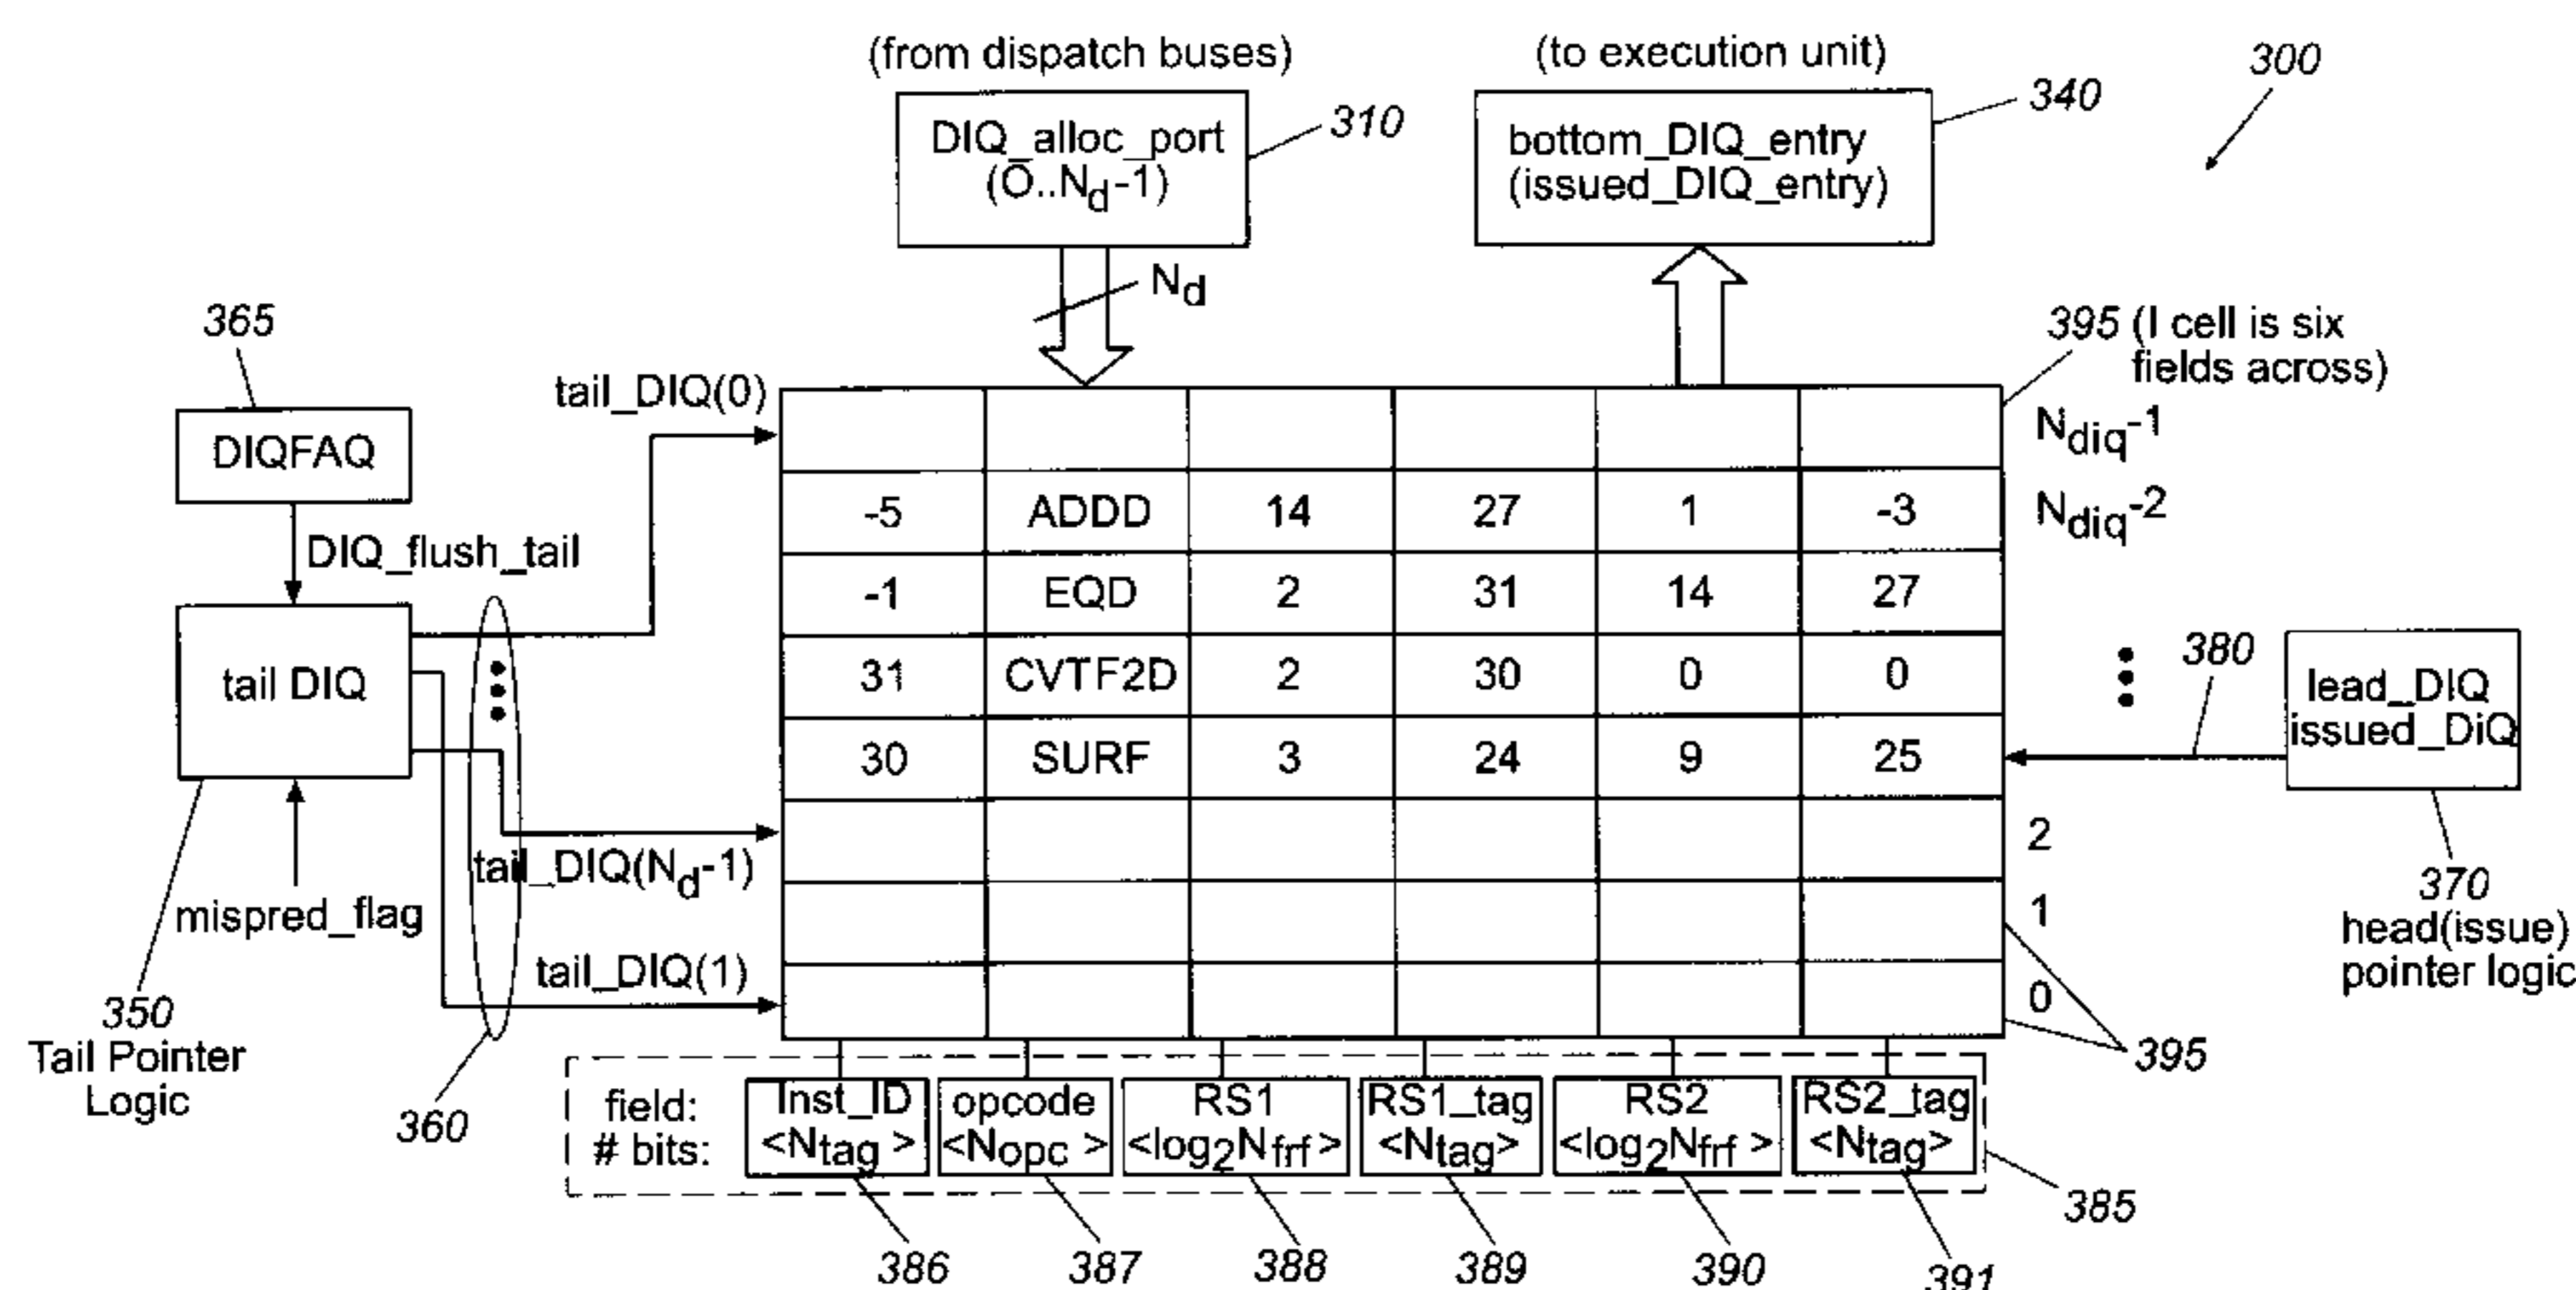 (from dispatch buses)
(to execution unit)
300
DIQ_alloc_port
(0..Nd-1)
310
bottom_DIQ_entry
(issued_DIQ_entry)
340
Nd
365
DIQFAQ
DIQ_flush_tail
tail_DIQ(0)
395 (I cell is six
fields across)
Ndiq-1
-5 ADDD 14 27 1 -3 Ndiq-2
-1 EQD 2 31 14 27
31 CVTF2D 2 30 0 0
30 SURF 3 24 9 25
tail DIQ
380
lead_DIQ
issued_DiQ
2
tail_DIQ(Nd-1)
mispred_flag
1
370
head(issue)
pointer logic
tail_DIQ(1)
0
350
Tail Pointer
Logic
360
395
field:
# bits:
Inst_ID
<Ntag >
opcode
<Nopc >
RS1
<log2Nfrf >
RS1_tag
<Ntag>
RS2
<log2Nfrf >
RS2_tag
<Ntag>
385
386
387
388
389
390
391